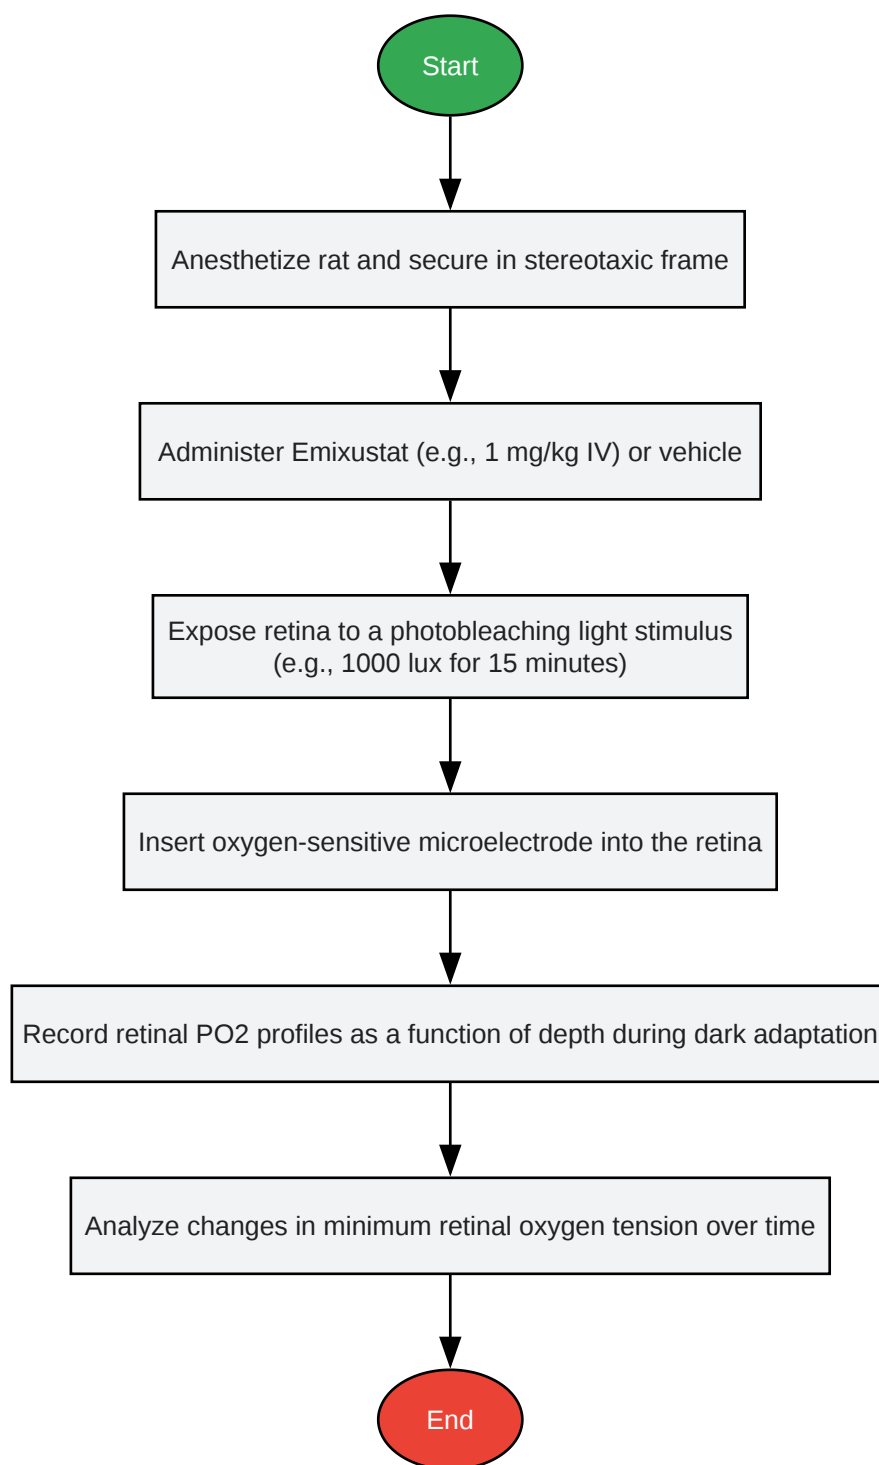 Start
Anesthetize rat and secure in stereotaxic frame
Administer Emixustat (e.g., 1 mg/kg IV) or vehicle
Expose retina to a photobleaching light stimulus
(e.g., 1000 lux for 15 minutes)
Insert oxygen-sensitive microelectrode into the retina
Record retinal PO2 profiles as a function of depth during dark adaptation
Analyze changes in minimum retinal oxygen tension over time
End